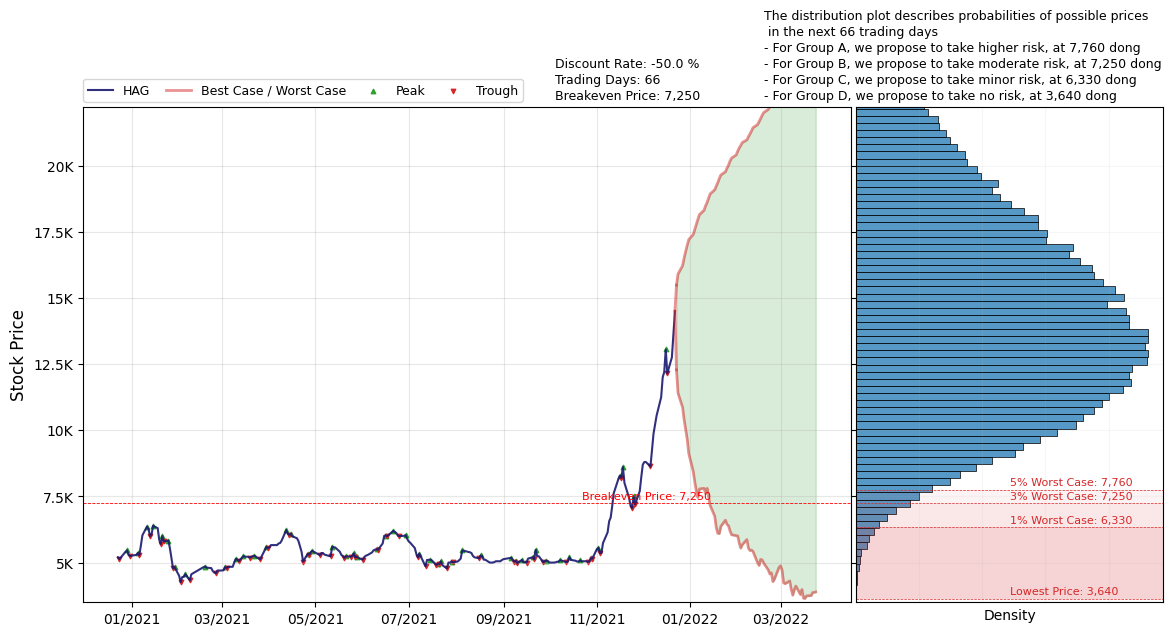 The distribution plot describes probabilities of possible prices
in the next 66 trading days
- For Group A, we propose to take higher risk, at 7,760 dong
- For Group B, we propose to take moderate risk, at 7,250 dong
- For Group C, we propose to take minor risk, at 6,330 dong
- For Group D, we propose to take no risk, at 3,640 dong
Discount Rate: -50.0 %
Trading Days: 66
Breakeven Price: 7,250
HAG
Best Case / Worst Case
Peak
Trough
Stock Price
20K
17.5K
15K
12.5K
10K
7.5K
5K
Breakeven Price: 7,250
5% Worst Case: 7,760
3% Worst Case: 7,250
1% Worst Case: 6,330
Lowest Price: 3,640
01/2021
03/2021
05/2021
07/2021
09/2021
11/2021
01/2022
03/2022
Density